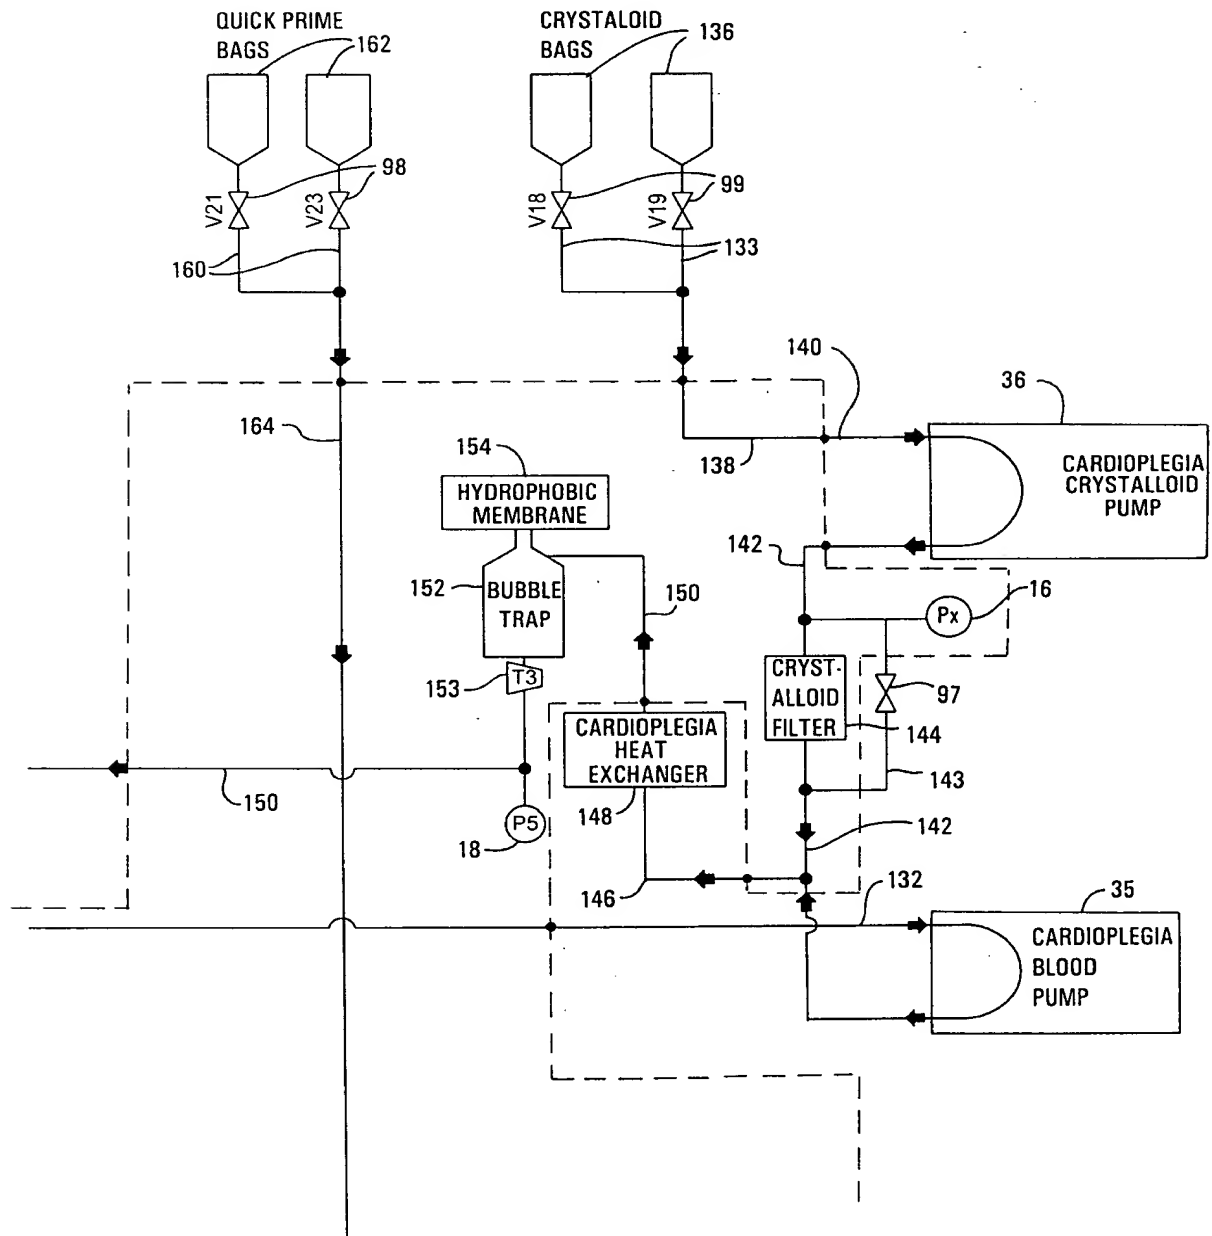 QUICK PRIME
BAGS
162
CRYSTALOID
BAGS
136
98
99
V21
V23
V18
V19
160
133
140
36
164
138
154
HYDROPHOBIC
MEMBRANE
CARDIOPLEGIA
CRYSTALLOID
PUMP
142
152
BUBBLE
TRAP
150
Px
16
153
T3
CRYST-
ALLOID
FILTER
97
CARDIOPLEGIA
HEAT
EXCHANGER
144
150
143
P5
18
148
142
146
132
35
CARDIOPLEGIA
BLOOD
PUMP